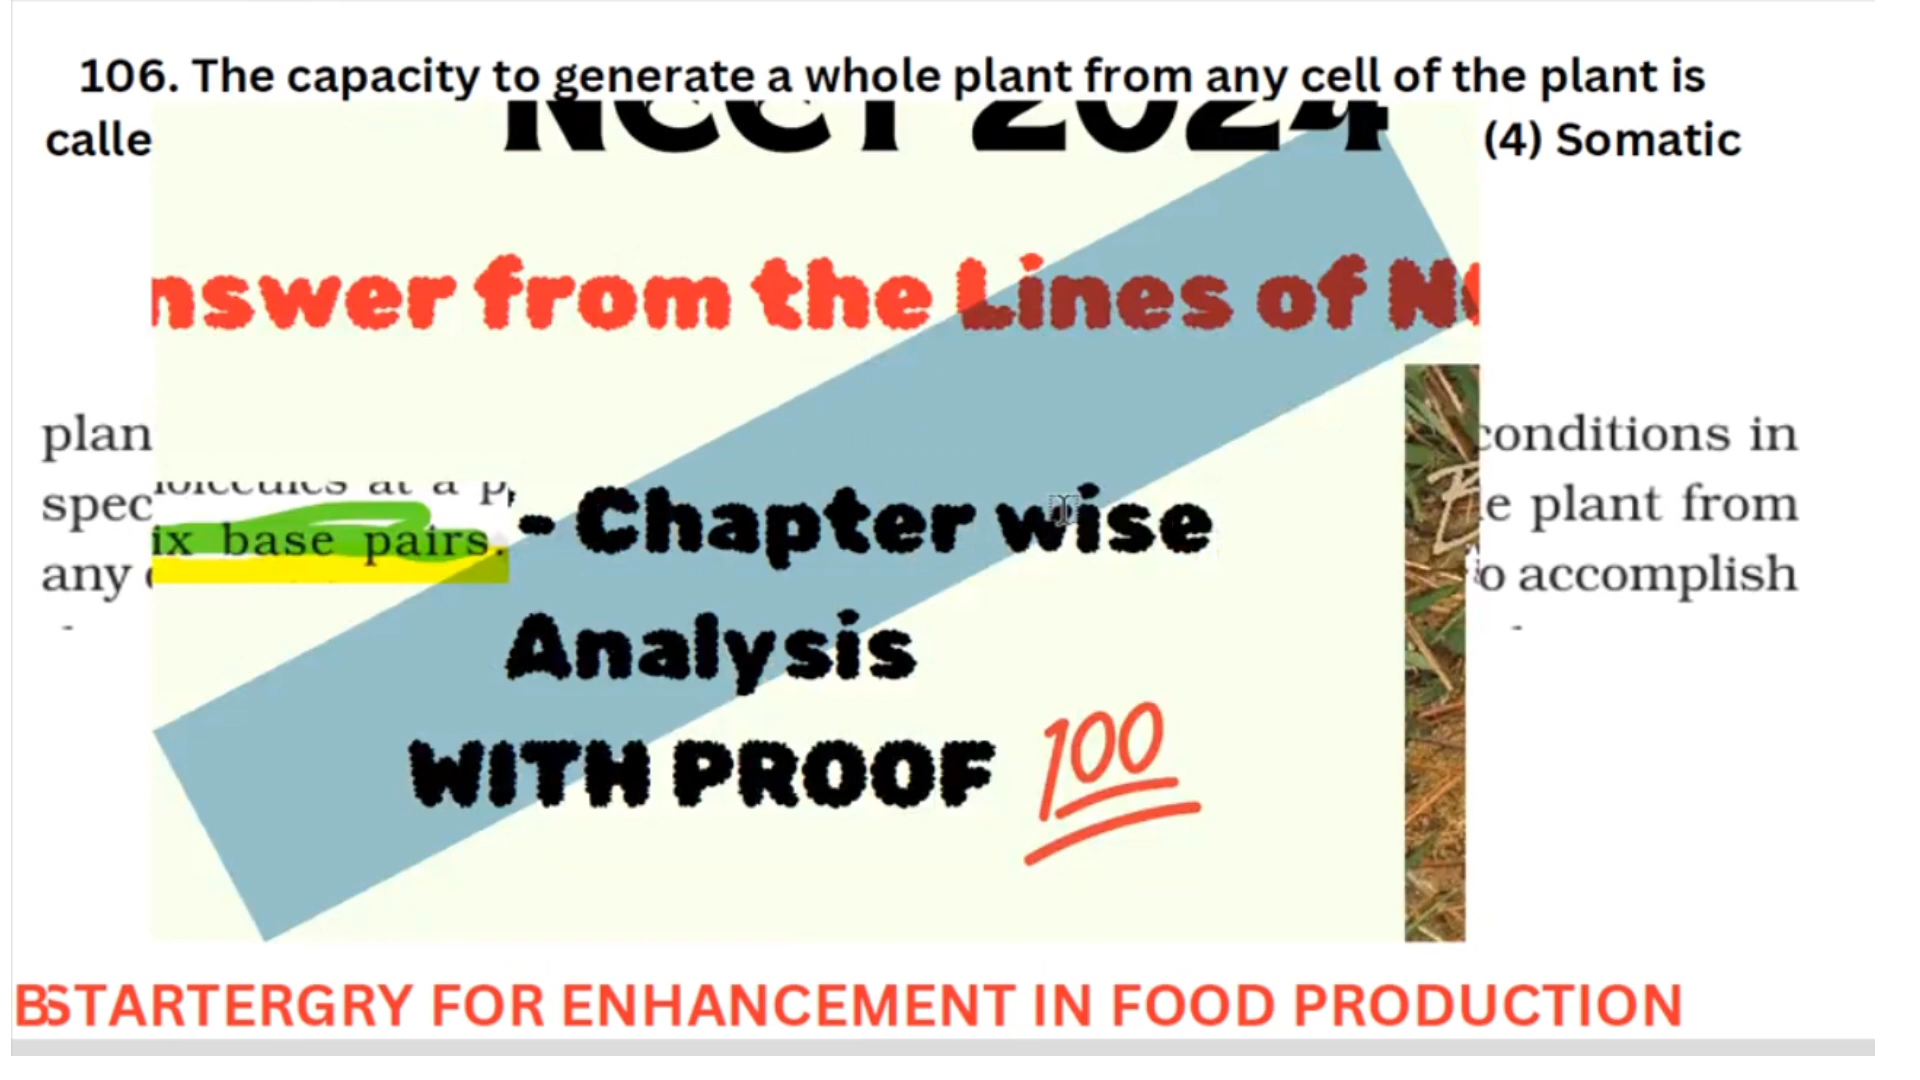 106. The capacity to generate a whole plant from any cell of the plant is
calle (4) Somatic
nswer from the Lines of N
plan conditions in
spec e plant from
ix base pairs. - Chapter wise
any o accomplish
Analysis
WITH PROOF 100
BSTARTERGRY FOR ENHANCEMENT IN FOOD PRODUCTION